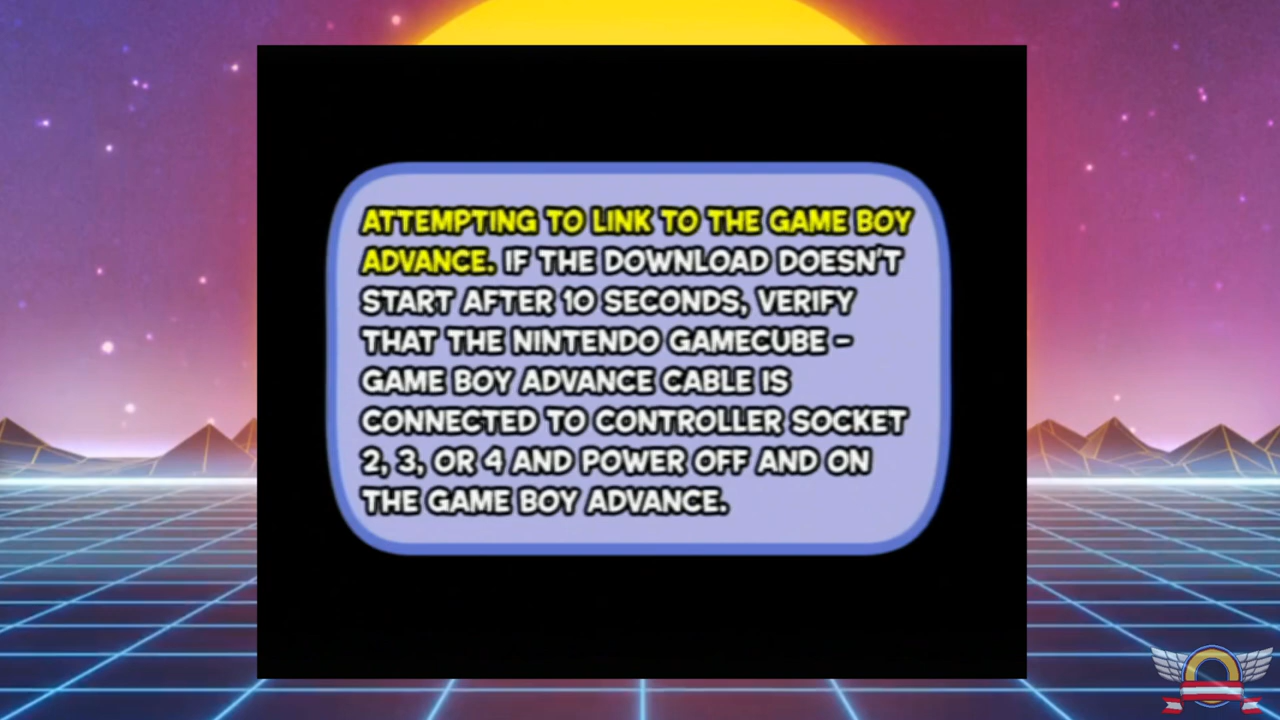 ATTEMPTING TO LINK TO THE GAME BOY
ADVANCE. IF THE DOWNLOAD DOESN'T
START AFTER 10 SECONDS, VERIFY
THAT THE NINTENDO GAMECUBE -
GAME BOY ADVANCE CABLE IS
CONNECTED TO CONTROLLER SOCKET
2, 3, OR 4 AND POWER OFF AND ON
THE GAME BOY ADVANCE.